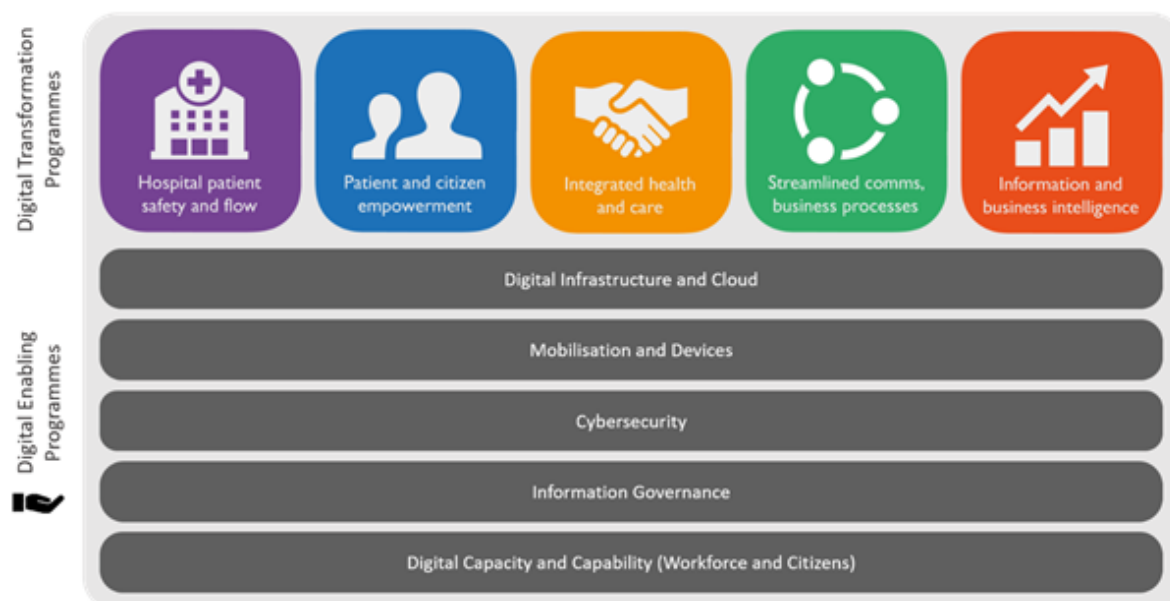 Digital Transformation
Programmes
Hospital patient
safety and flow
Patient and citizen
empowerment
Integrated health
and care
Streamlined comms,
business processes
Information and
business intelligence
Digital Enabling
Programmes
Digital Infrastructure and Cloud
Mobilisation and Devices
Cybersecurity
Information Governance
Digital Capacity and Capability (Workforce and Citizens)